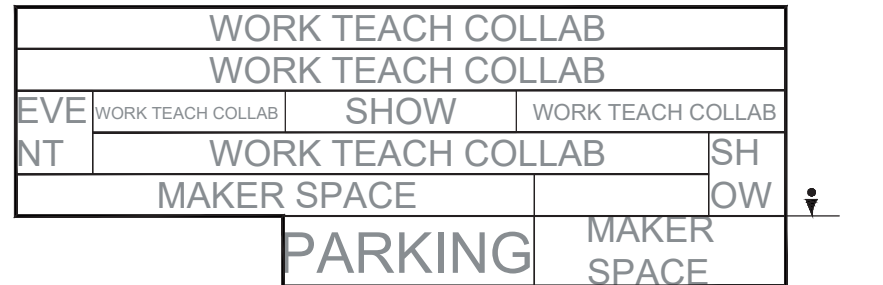 WORK TEACH COLLAB
WORK TEACH COLLAB
EVE
NT
WORK TEACH COLLAB
SHOW
WORK TEACH COLLAB
WORK TEACH COLLAB
SH
OW
MAKER SPACE
PARKING
MAKER
SPACE